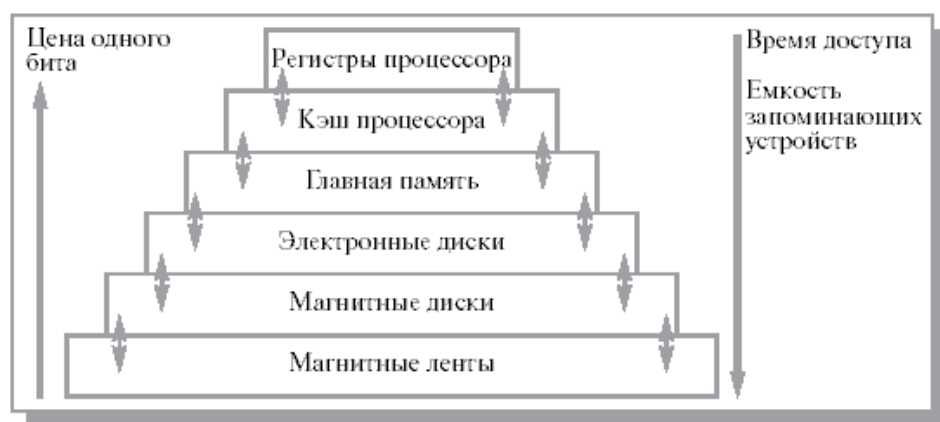 Цена одного
бита
Регистры процессора
Кэш процессора
Главная память
Электронные диски
Магнитные диски
Магнитные ленты
Время доступа
Емкость
запоминающих
устройств